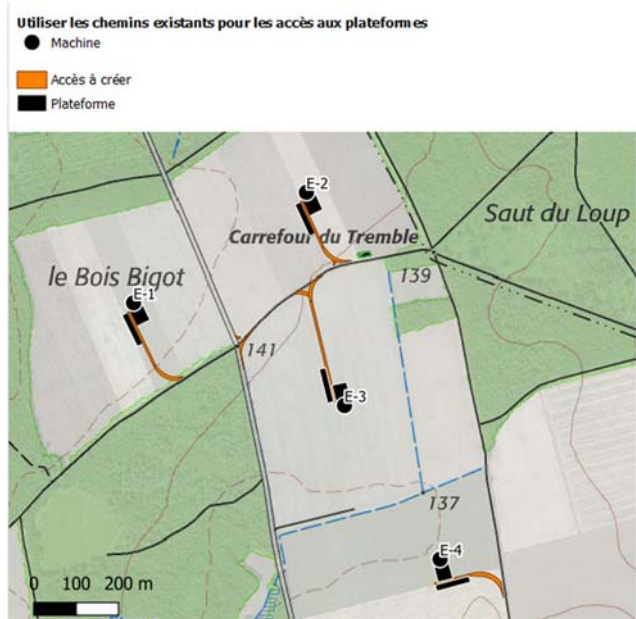 Utiliser les chemins existants pour les accès aux plateformes
Machine
Accès à créer
Plateforme
E-2
Saut du Loup
Carrefour du Tremble
le Bois Bigot
139
E-1
141
E-3
137
E-4
0 100 200 m